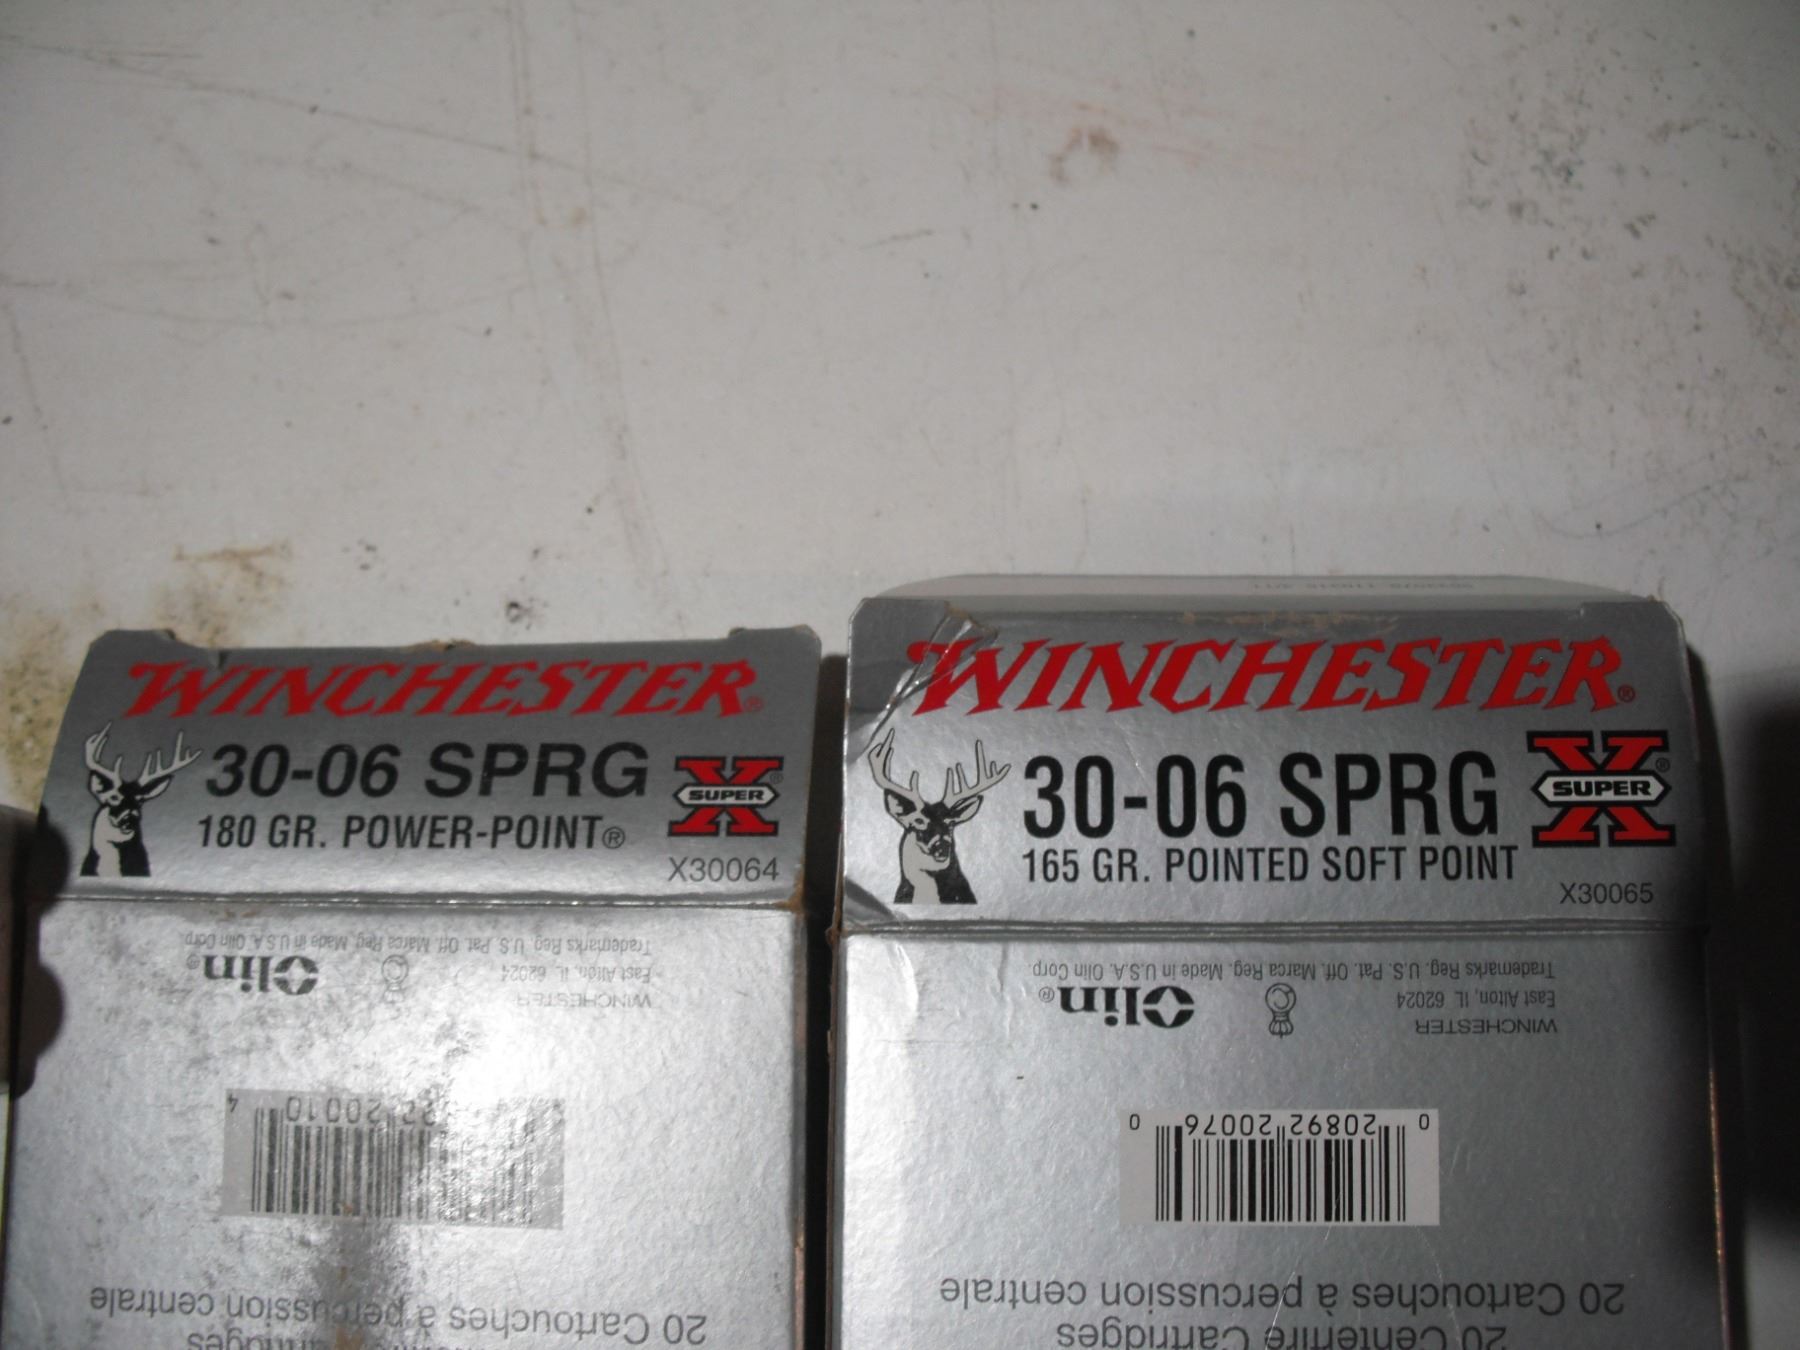 WINCHESTER®
30-06 SPRG
180 GR. POWER-POINT®
SUPER X®
X30064
Trademarks Reg. U.S. Pat. Off. Marca Reg. Made in U.S.A. Olin Corp.
East Alton, IL 62024
WINCHESTER
Olin®
20010 4
20 Cartouches à percussion centrale
20
WINCHESTER®
30-06 SPRG
165 GR. POINTED SOFT POINT
SUPER X®
X30065
WINCHESTER
East Alton, IL 62024
Trademarks Reg. U.S. Pat. Off. Marca Reg. Made in U.S.A. Olin Corp.
Olin®
0 20892 20076 0
20 Centerfire Cartridges
20 Cartouches à percussion centrale